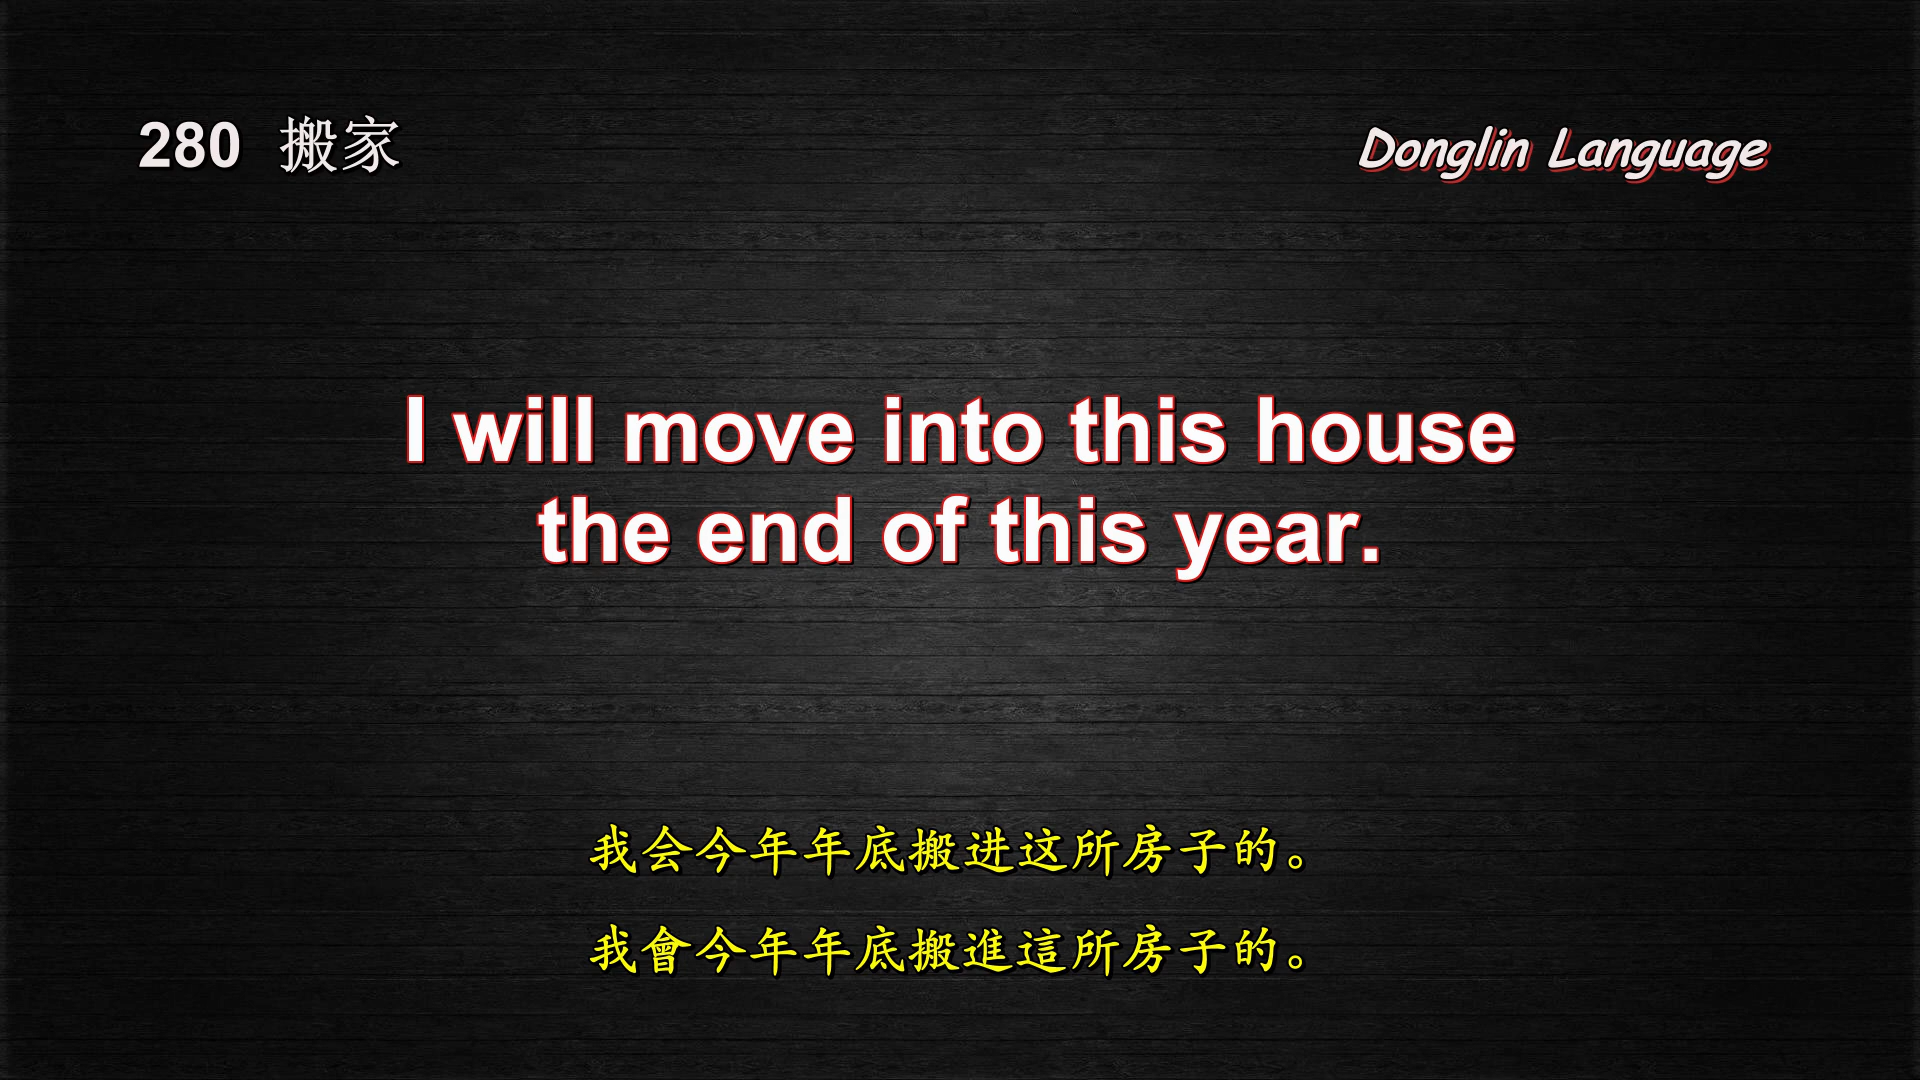 280 搬家
Donglin Language
I will move into this house
the end of this year.
我会今年年底搬进这所房子的。
我會今年年底搬進這所房子的。